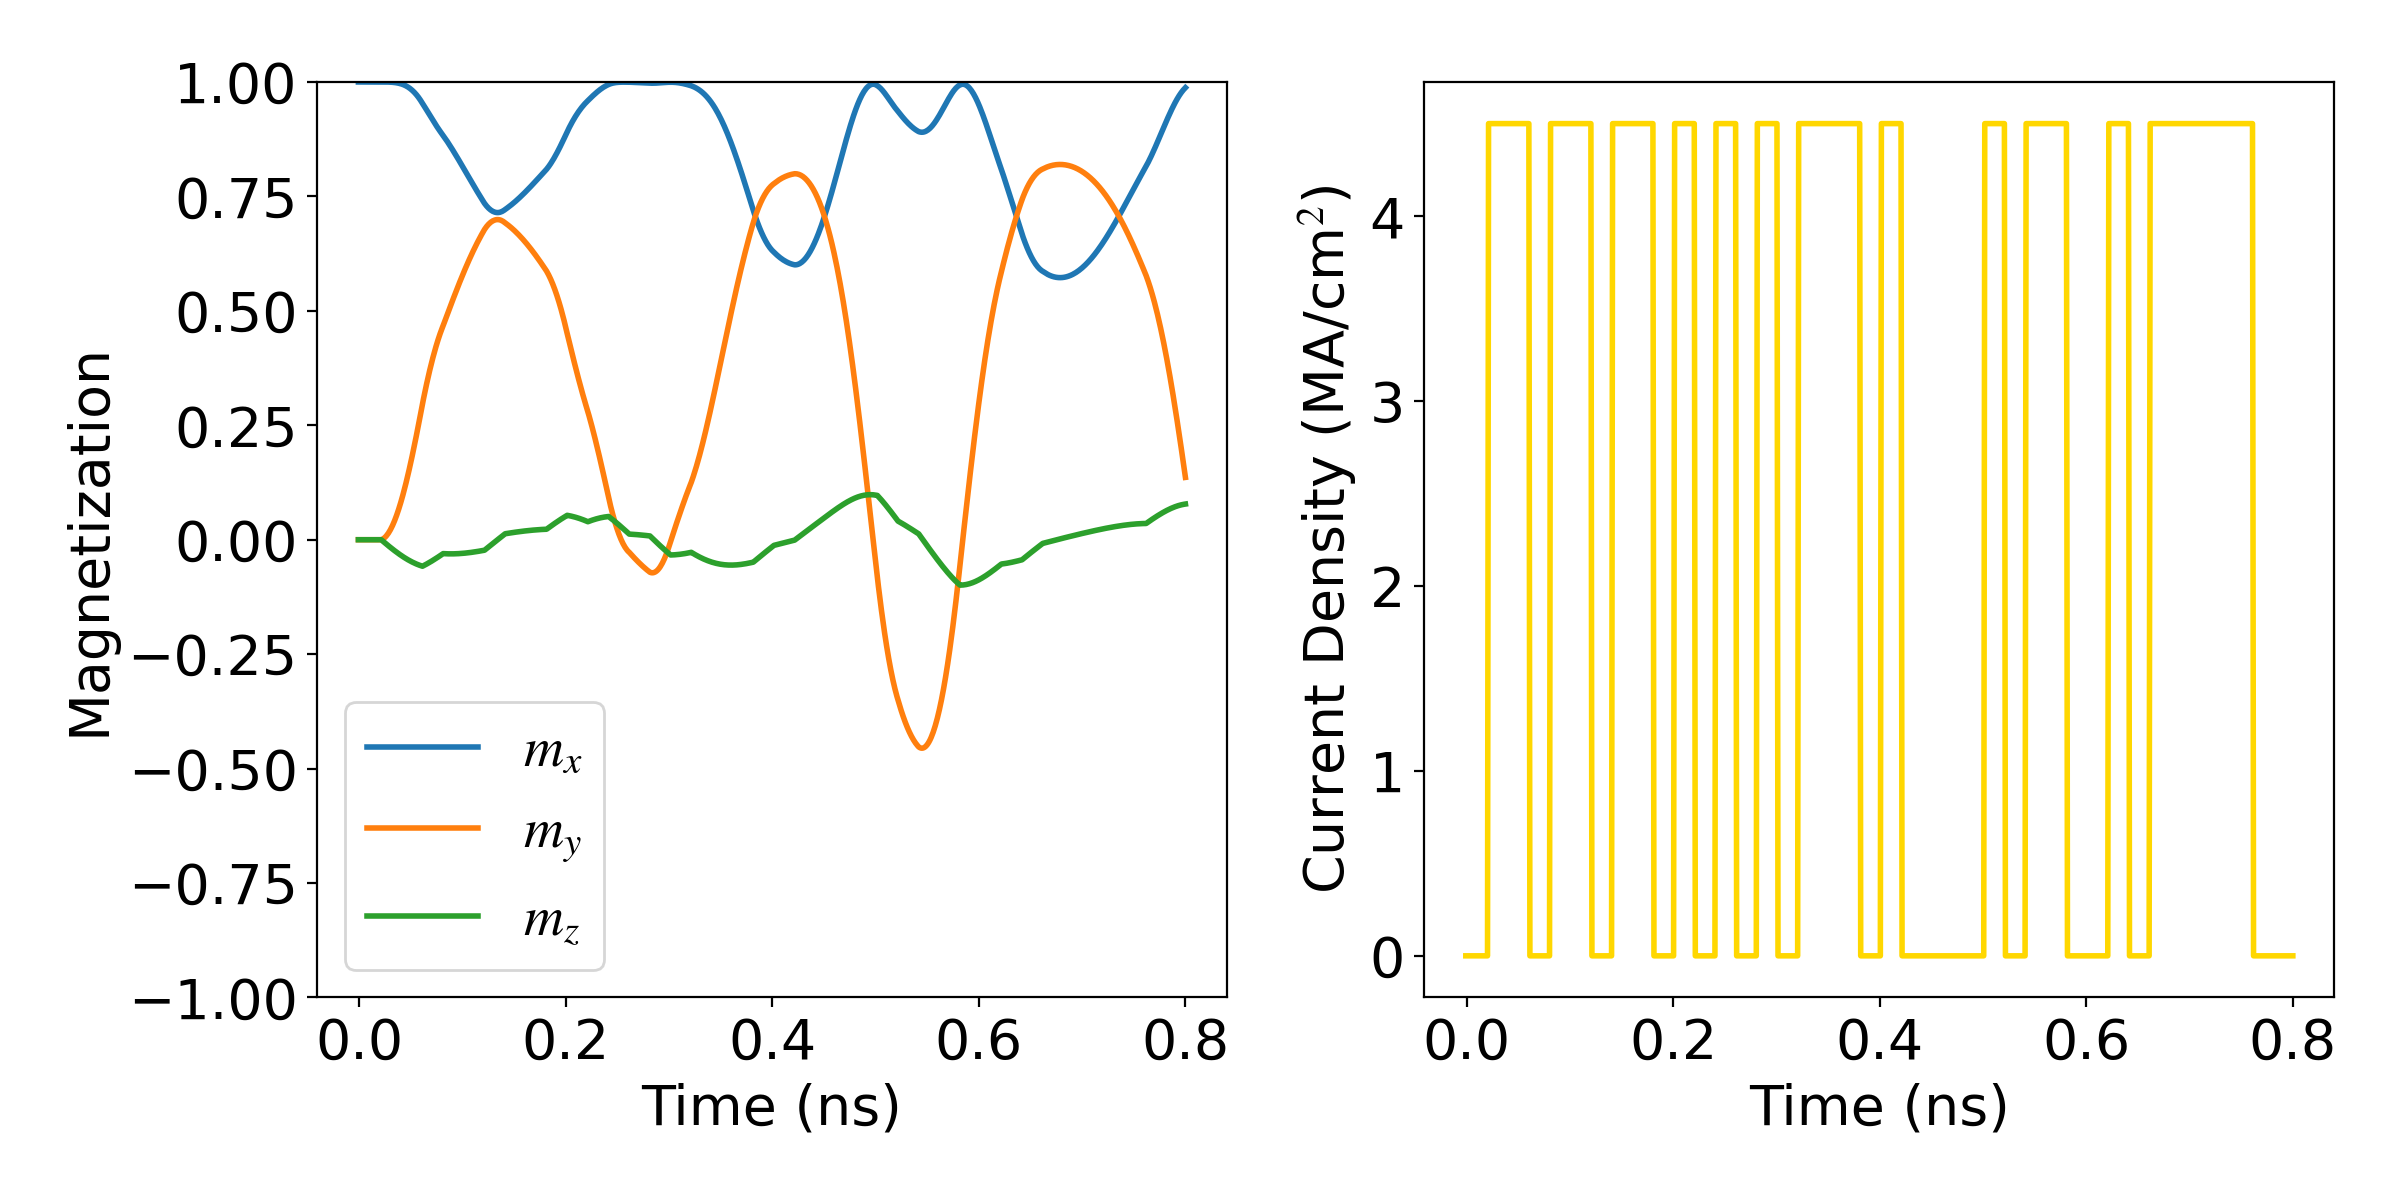 1.00
0.75
0.50
0.25
0.00
−0.25
−0.50
−0.75
−1.00
Magnetization
m_x
m_y
m_z
0.0 0.2 0.4 0.6 0.8
Time (ns)
4
3
2
1
0
Current Density (MA/cm²)
0.0 0.2 0.4 0.6 0.8
Time (ns)